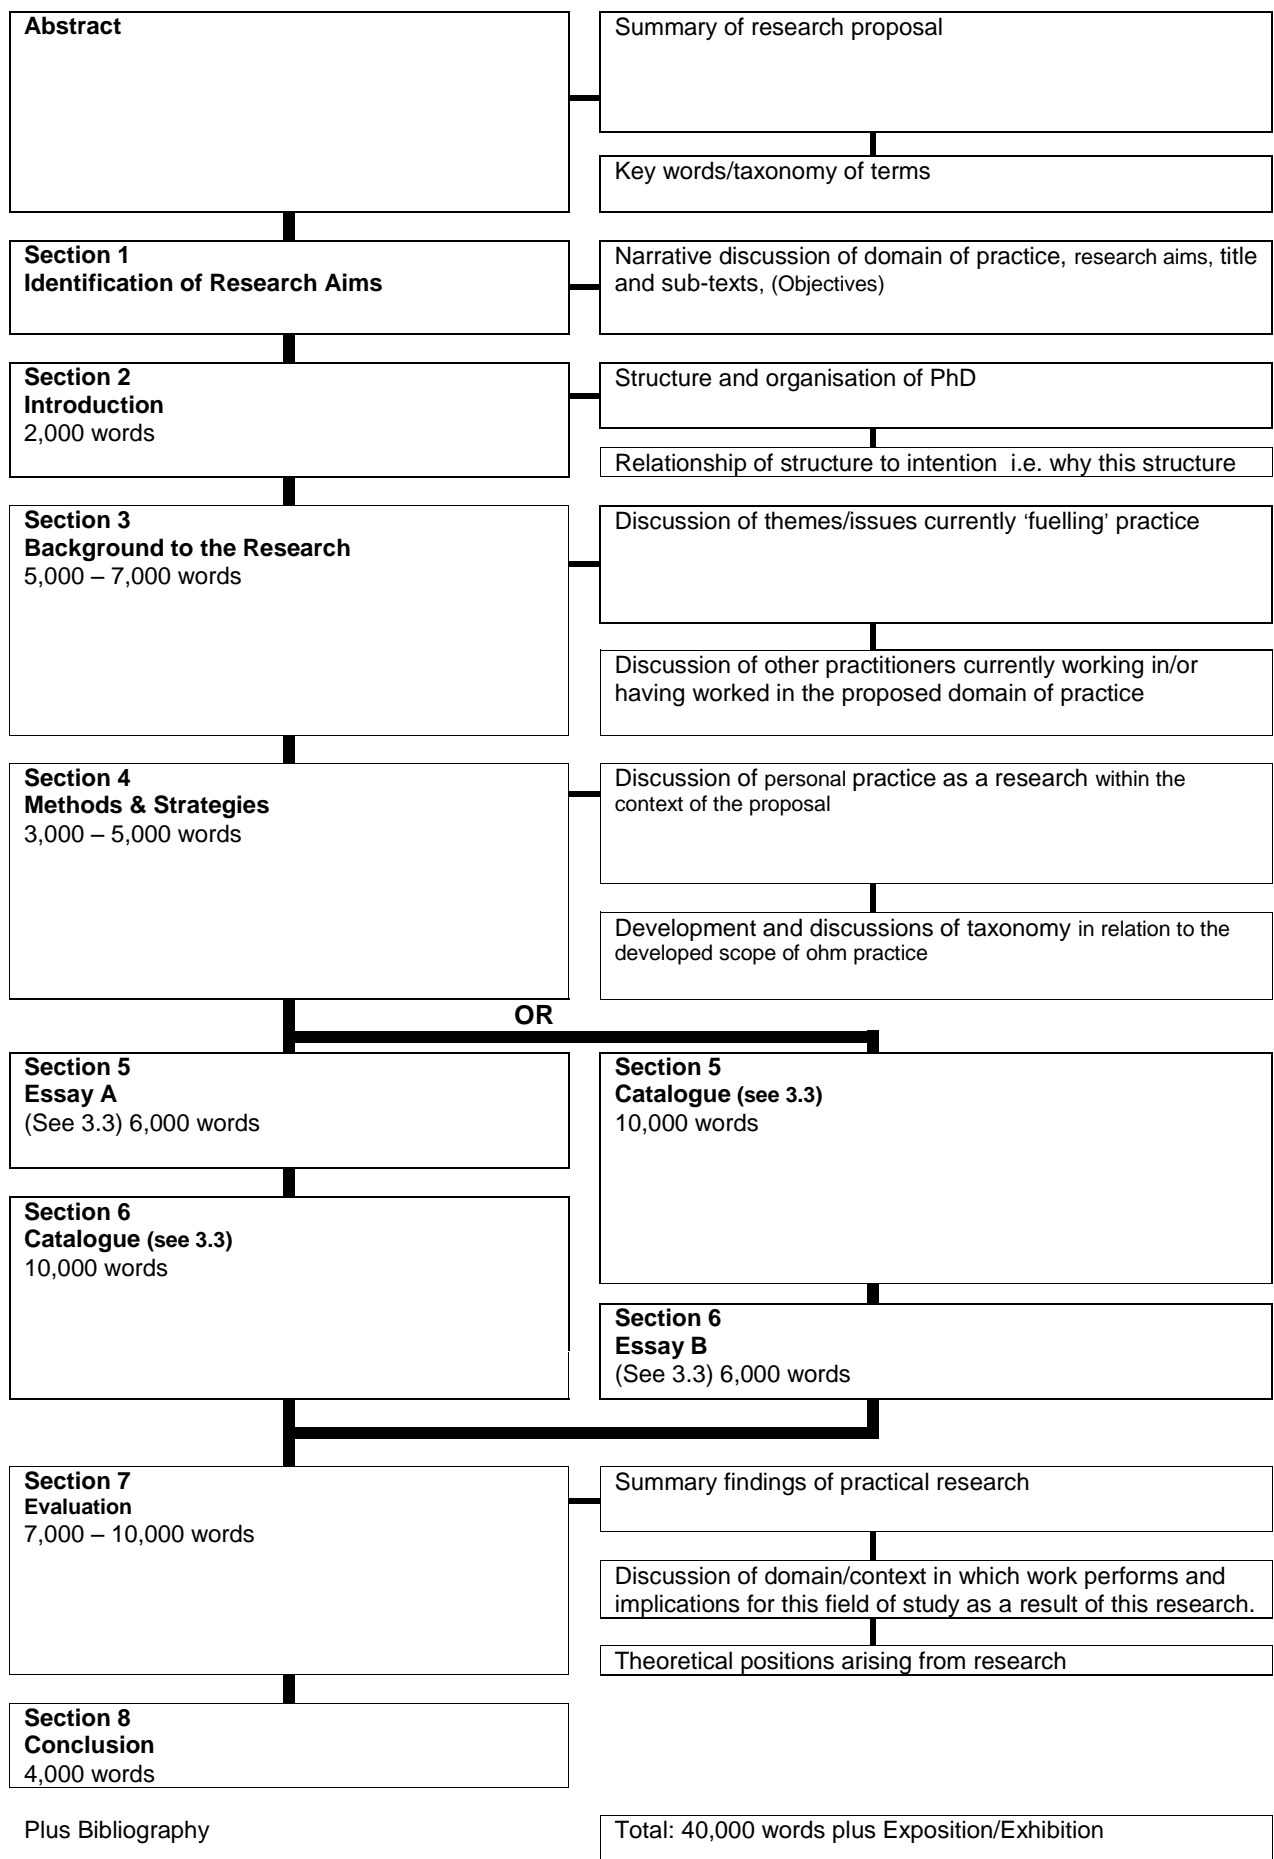 Abstract
Summary of research proposal
Key words/taxonomy of terms
Section 1
Identification of Research Aims
Narrative discussion of domain of practice, research aims, title
and sub-texts, (Objectives)
Section 2
Introduction
2,000 words
Structure and organisation of PhD
Relationship of structure to intention i.e. why this structure
Section 3
Background to the Research
5,000 – 7,000 words
Discussion of themes/issues currently ‘fuelling’ practice
Discussion of other practitioners currently working in/or
having worked in the proposed domain of practice
Section 4
Methods & Strategies
3,000 – 5,000 words
Discussion of personal practice as a research within the
context of the proposal
Development and discussions of taxonomy in relation to the
developed scope of ohm practice
OR
Section 5
Essay A
(See 3.3) 6,000 words
Section 6
Catalogue (see 3.3)
10,000 words
Section 5
Catalogue (see 3.3)
10,000 words
Section 6
Essay B
(See 3.3) 6,000 words
Section 7
Evaluation
7,000 – 10,000 words
Summary findings of practical research
Discussion of domain/context in which work performs and
implications for this field of study as a result of this research.
Theoretical positions arising from research
Section 8
Conclusion
4,000 words
Plus Bibliography
Total: 40,000 words plus Exposition/Exhibition